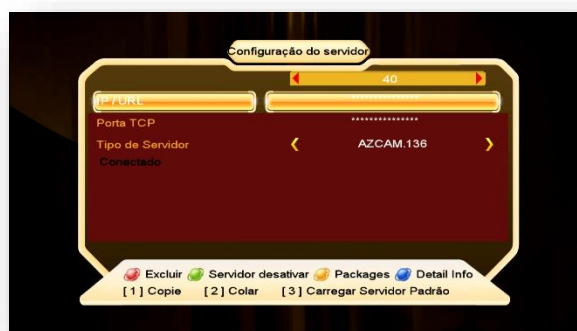 Configuração do servidor
40
IP / URL **************
Porta TCP ***************
Tipo de Servidor AZCAM.136
Conectado
Excluir Servidor desativar Packages Detail Info
[ 1 ] Copie [ 2 ] Colar [ 3 ] Carregar Servidor Padrão